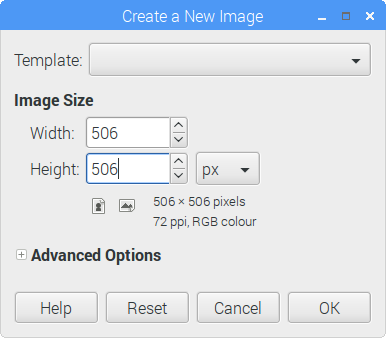 Create a New Image
Template:
Image Size
Width: 506
Height: 506 px
506 × 506 pixels
72 ppi, RGB colour
Advanced Options
Help Reset Cancel OK